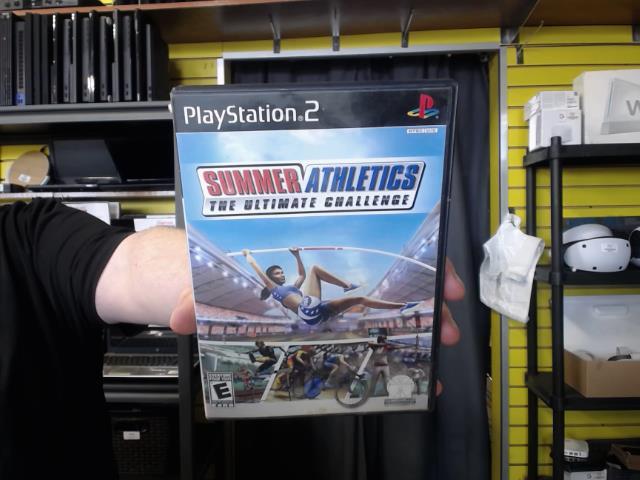 PlayStation®2
SUMMER ATHLETICS
THE ULTIMATE CHALLENGE
E
W